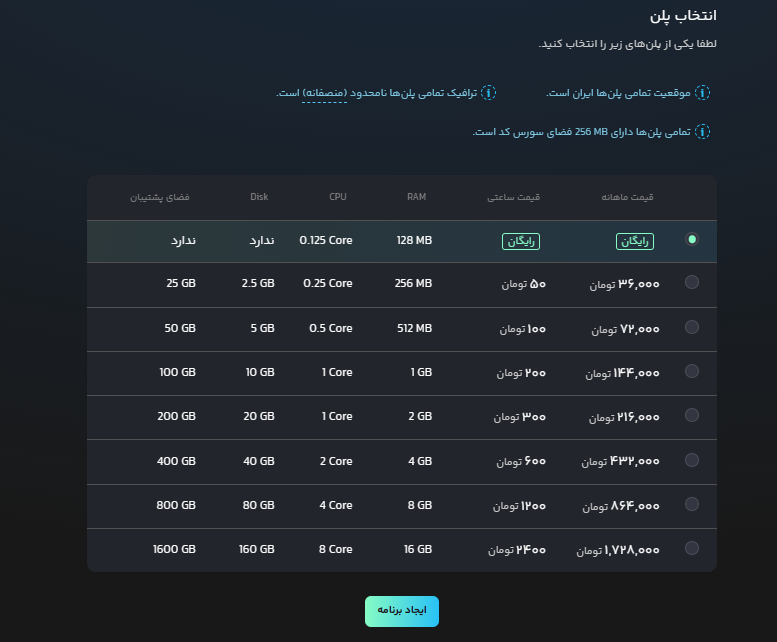 انتخاب پلن
لطفا یکی از پلن‌های زیر را انتخاب کنید.
موقعیت تمامی پلن‌ها ایران است. ترافیک تمامی پلن‌ها نامحدود (منصفانه) است.
تمامی پلن‌ها دارای 256 MB فضای سورس کد است.
قیمت ماهانه قیمت ساعتی RAM CPU Disk فضای پشتیبان
رایگان رایگان 128 MB 0.125 Core ندارد ندارد
۳۶,۰۰۰ تومان ۵۰ تومان 256 MB 0.25 Core 2.5 GB 25 GB
۷۲,۰۰۰ تومان ۱۰۰ تومان 512 MB 0.5 Core 5 GB 50 GB
۱۴۴,۰۰۰ تومان ۲۰۰ تومان 1 GB 1 Core 10 GB 100 GB
۲۱۶,۰۰۰ تومان ۳۰۰ تومان 2 GB 1 Core 20 GB 200 GB
۴۳۲,۰۰۰ تومان ۶۰۰ تومان 4 GB 2 Core 40 GB 400 GB
۸۶۴,۰۰۰ تومان ۱۲۰۰ تومان 8 GB 4 Core 80 GB 800 GB
۱,۷۲۸,۰۰۰ تومان ۲۴۰۰ تومان 16 GB 8 Core 160 GB 1600 GB
ایجاد برنامه